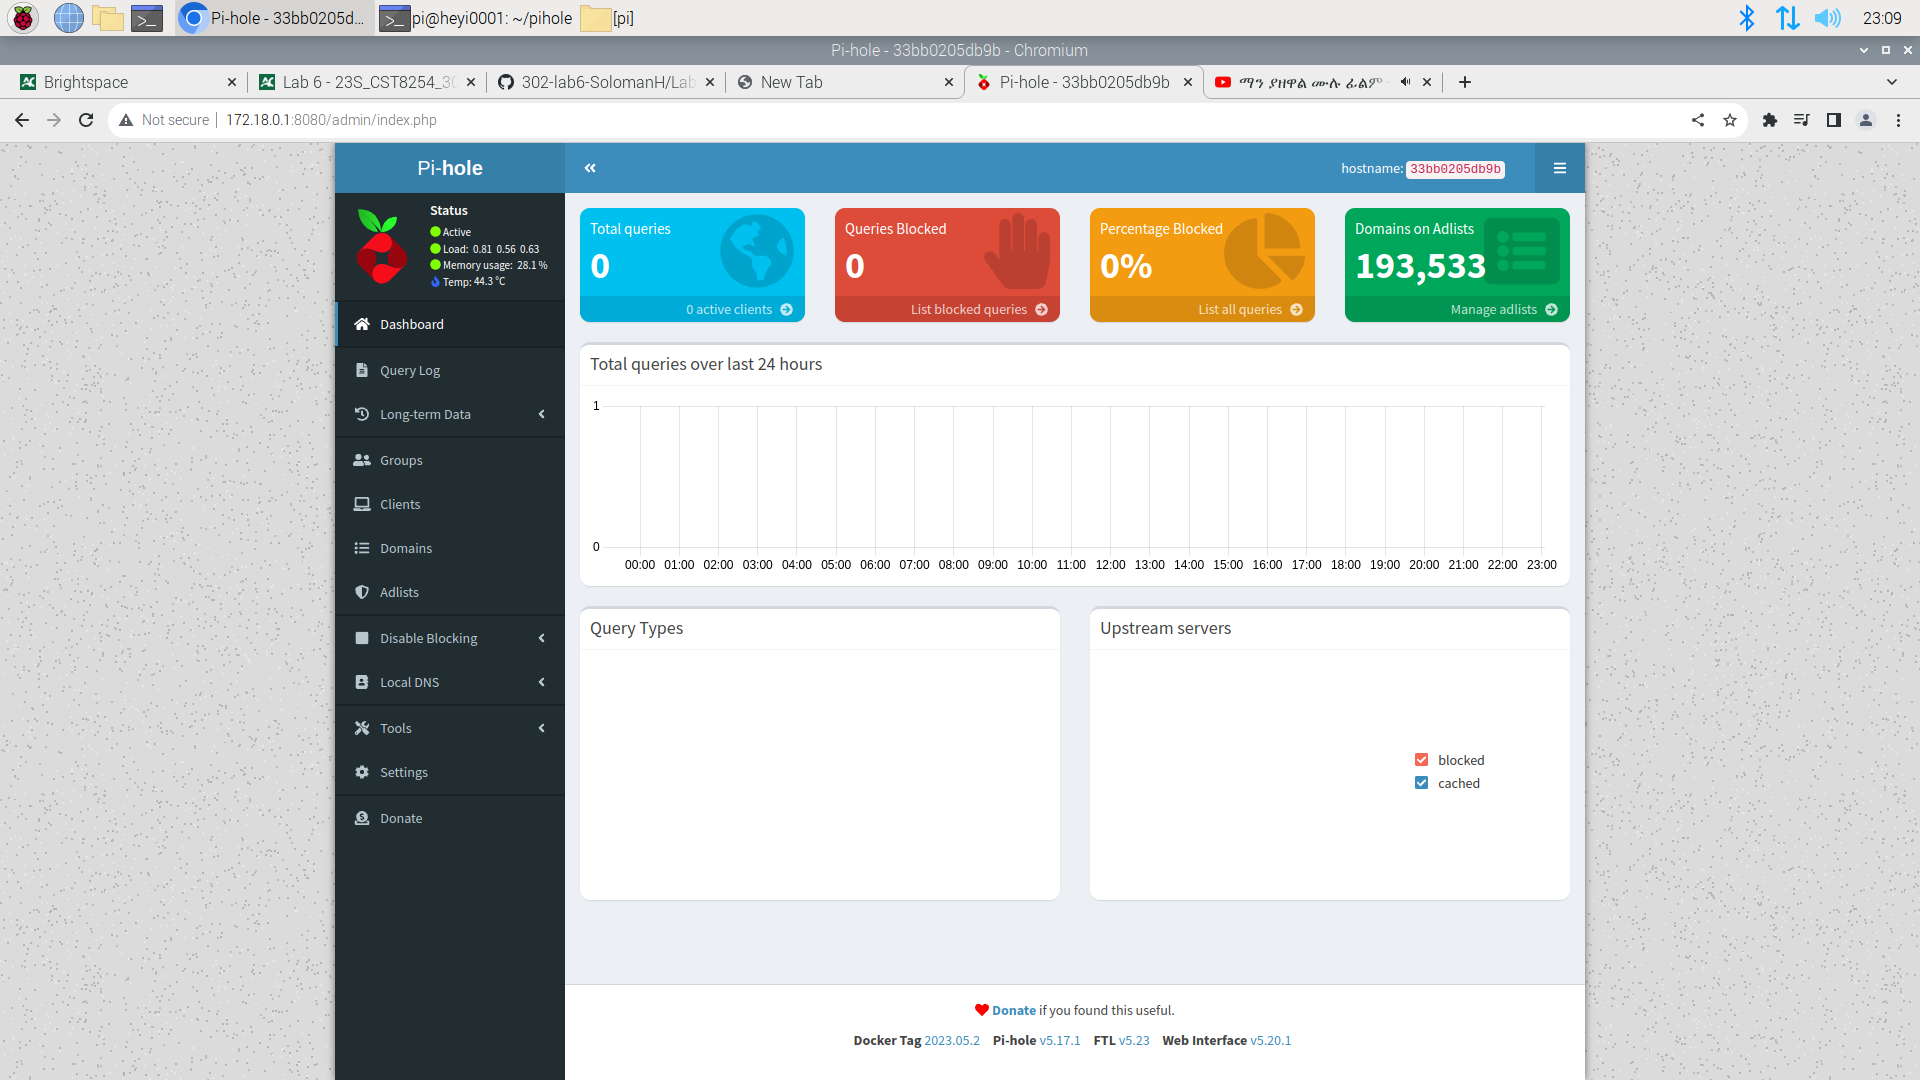 Pi-hole - 33bb0205d... pi@heyi0001: ~/pihole [pi] 23:09
Pi-hole - 33bb0205db9b - Chromium
Brightspace Lab 6 - 23S_CST8254_30 302-lab6-SolomanH/Lab New Tab Pi-hole - 33bb0205db9b ማን ያዘዋል ሙሉ ፊልም
Not secure 172.18.0.1:8080/admin/index.php
Pi-hole hostname: 33bb0205db9b
Status
Active
Load: 0.81 0.56 0.63
Memory usage: 28.1 %
Temp: 44.3 °C
Dashboard
Query Log
Long-term Data
Groups
Clients
Domains
Adlists
Disable Blocking
Local DNS
Tools
Settings
Donate
Total queries
0
0 active clients
Queries Blocked
0
List blocked queries
Percentage Blocked
0%
List all queries
Domains on Adlists
193,533
Manage adlists
Total queries over last 24 hours
1
0
00:00 01:00 02:00 03:00 04:00 05:00 06:00 07:00 08:00 09:00 10:00 11:00 12:00 13:00 14:00 15:00 16:00 17:00 18:00 19:00 20:00 21:00 22:00 23:00
Query Types
Upstream servers
blocked
cached
Donate if you found this useful.
Docker Tag 2023.05.2 Pi-hole v5.17.1 FTL v5.23 Web Interface v5.20.1